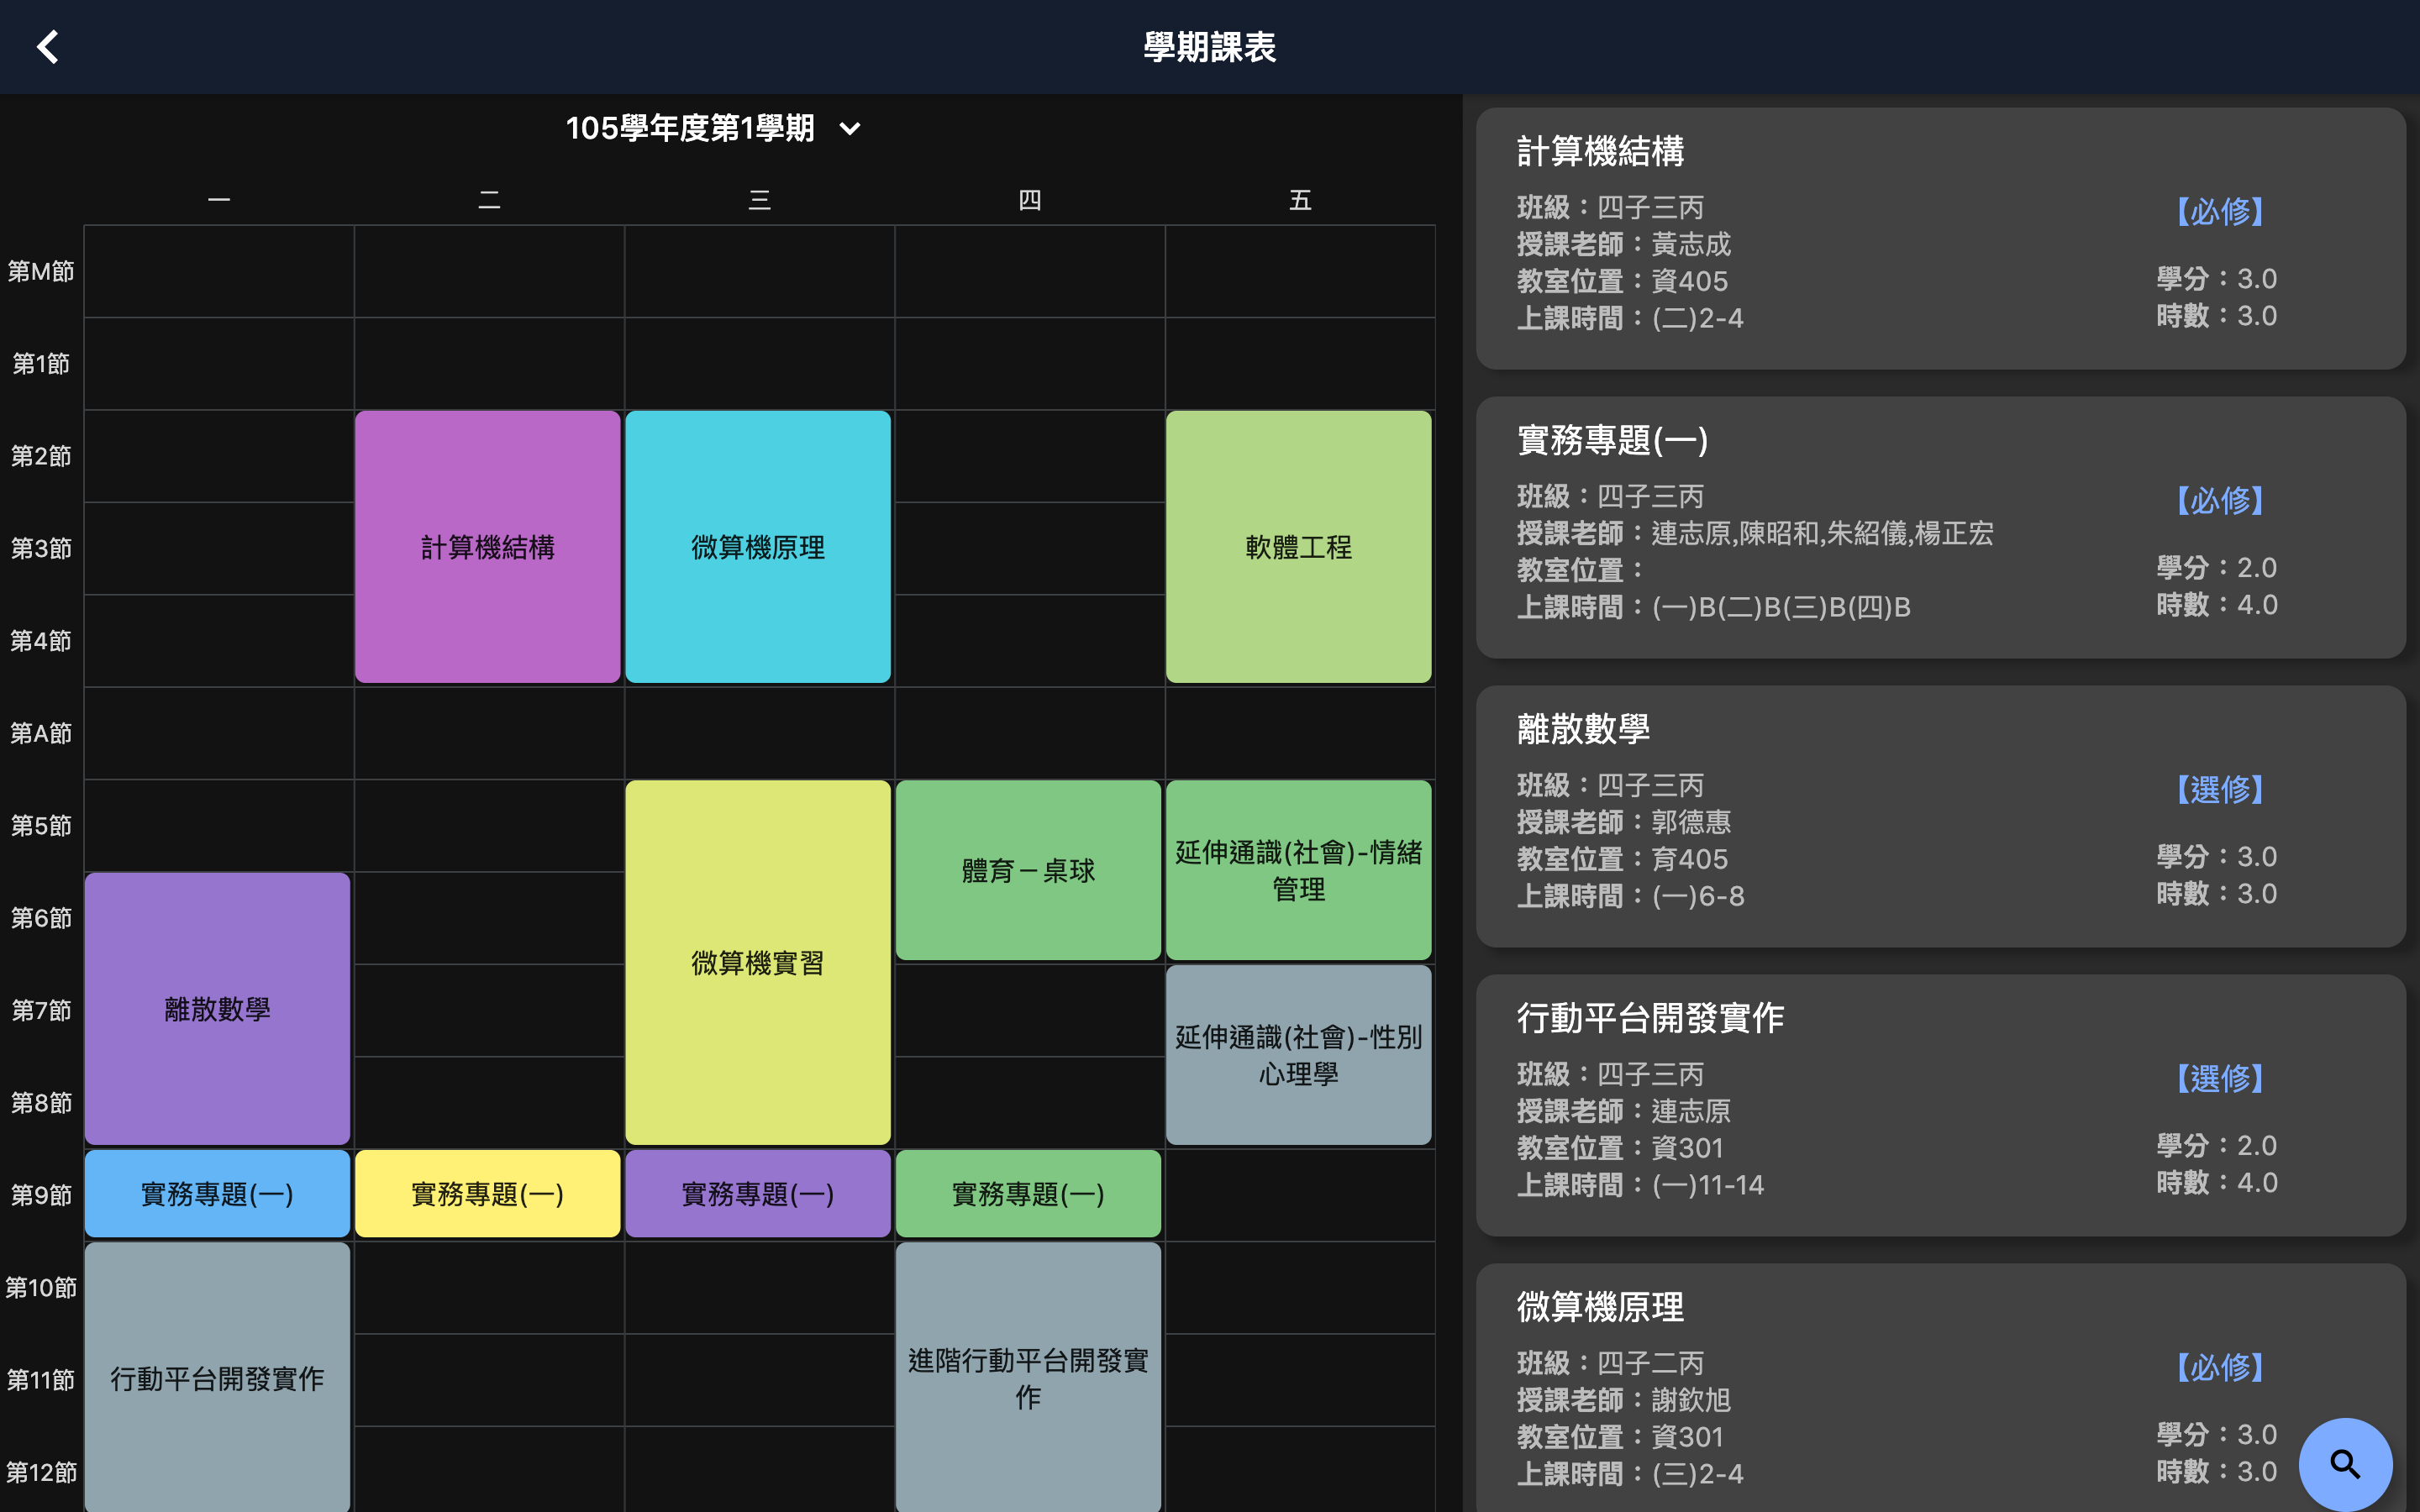 學期課表
105學年度第1學期
一 二 三 四 五
第M節
第1節
第2節
第3節
第4節
第A節
第5節
第6節
第7節
第8節
第9節
第10節
第11節
第12節
計算機結構
微算機原理
軟體工程
微算機實習
體育－桌球
延伸通識(社會)-情緒
管理
離散數學
延伸通識(社會)-性別
心理學
實務專題(一)
實務專題(一)
實務專題(一)
實務專題(一)
行動平台開發實作
進階行動平台開發實
作
計算機結構
班級：四子三丙
【必修】
授課老師：黃志成
教室位置：資405
學分：3.0
上課時間：(二)2-4
時數：3.0
實務專題(一)
班級：四子三丙
【必修】
授課老師：連志原,陳昭和,朱紹儀,楊正宏
教室位置：
學分：2.0
上課時間：(一)B(二)B(三)B(四)B
時數：4.0
離散數學
班級：四子三丙
【選修】
授課老師：郭德惠
教室位置：育405
學分：3.0
上課時間：(一)6-8
時數：3.0
行動平台開發實作
班級：四子三丙
【選修】
授課老師：連志原
教室位置：資301
學分：2.0
上課時間：(一)11-14
時數：4.0
微算機原理
班級：四子二丙
【必修】
授課老師：謝欽旭
教室位置：資301
學分：3.0
上課時間：(三)2-4
時數：3.0